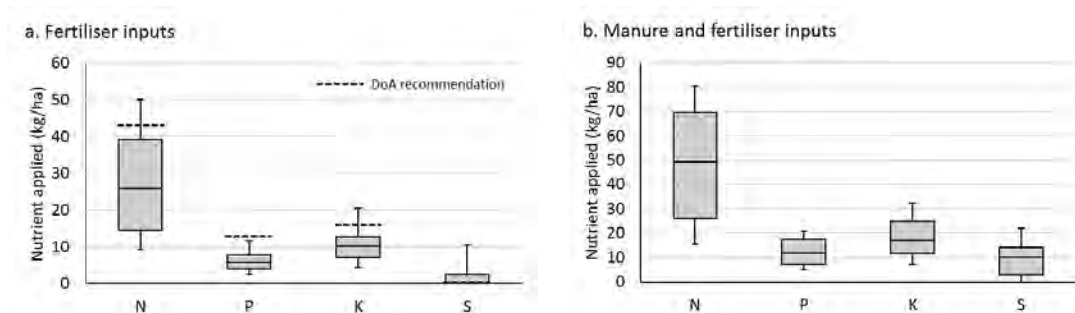 a. Fertiliser inputs
Nutrient applied (kg/ha)
60
50
40
30
20
10
0
DoA recommendation
N P K S
b. Manure and fertiliser inputs
Nutrient applied (kg/ha)
90
80
70
60
50
40
30
20
10
0
N P K S